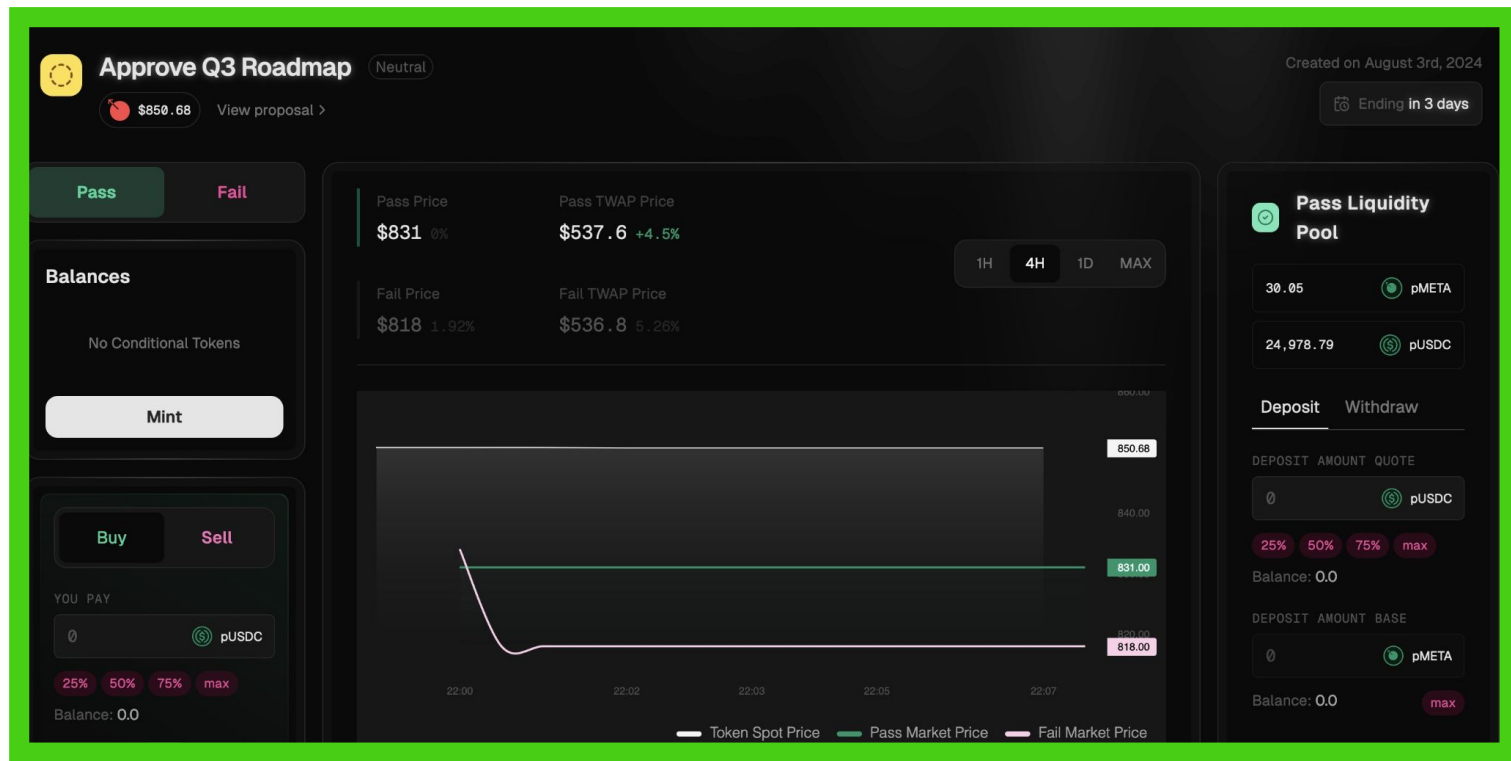 Approve Q3 Roadmap Neutral
$850.68 View proposal >
Created on August 3rd, 2024
Ending in 3 days
Pass Fail
Balances
No Conditional Tokens
Mint
Buy Sell
YOU PAY
0 pUSDC
25% 50% 75% max
Balance: 0.0
Pass Price Pass TWAP Price
$831 0% $537.6 +4.5%
Fail Price Fail TWAP Price
$818 1.92% $536.8 5.26%
1H 4H 1D MAX
860.00
850.68
840.00
831.00
820.00
818.00
22:00 22:02 22:03 22:05 22:07
Token Spot Price Pass Market Price Fail Market Price
Pass Liquidity
Pool
30.05 pMETA
24,978.79 pUSDC
Deposit Withdraw
DEPOSIT AMOUNT QUOTE
0 pUSDC
25% 50% 75% max
Balance: 0.0
DEPOSIT AMOUNT BASE
0 pMETA
Balance: 0.0 max